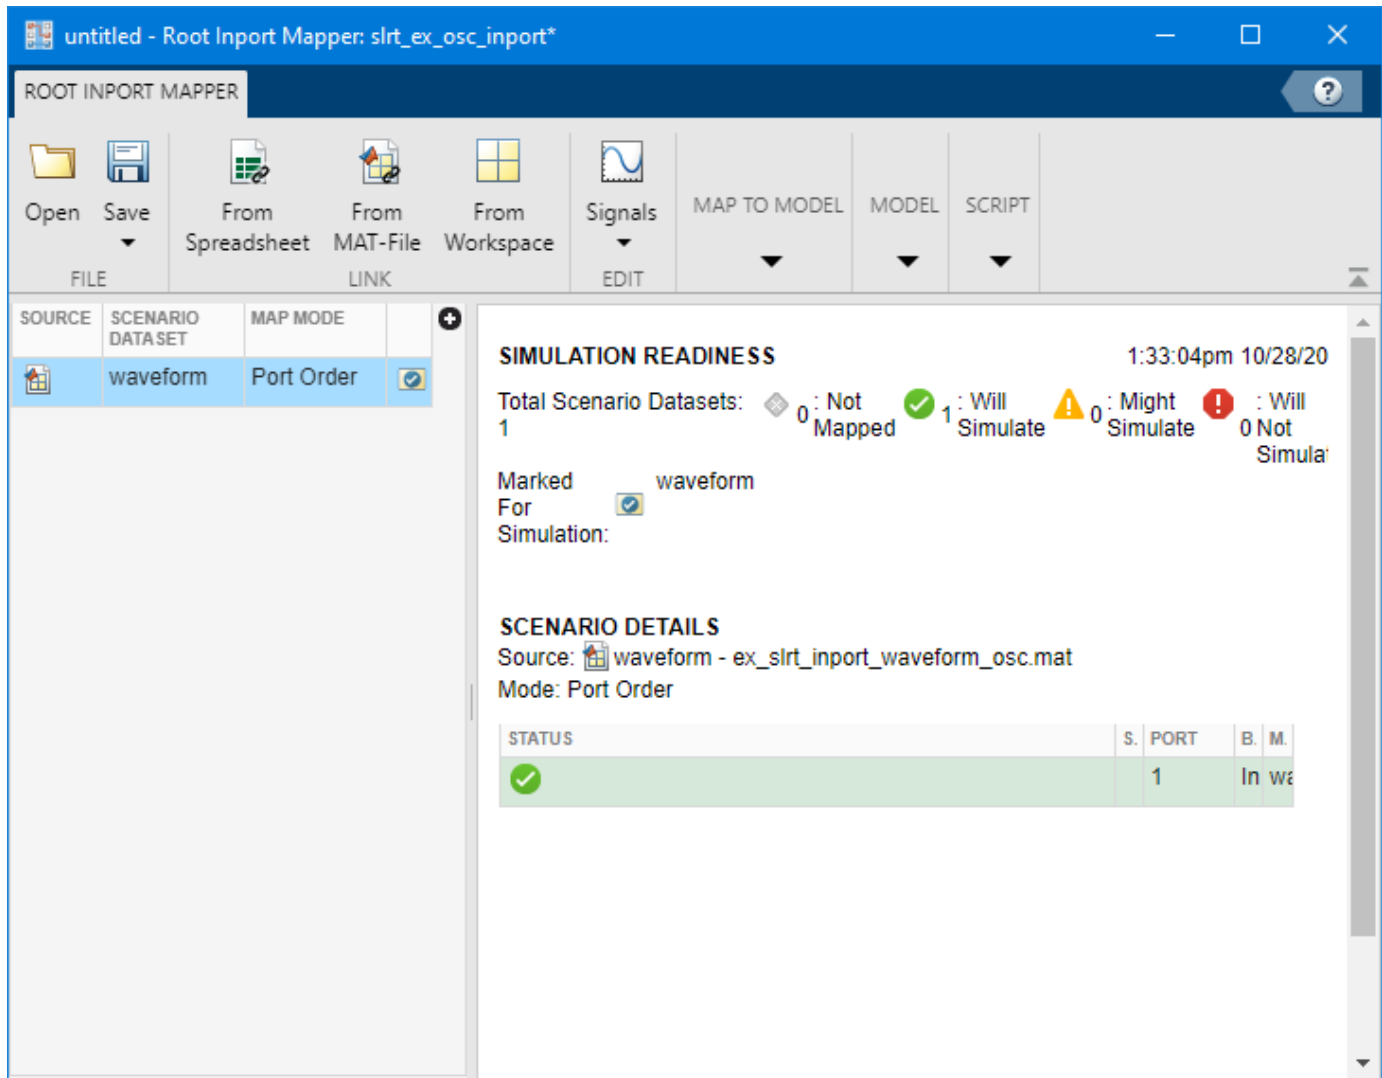 untitled - Root Inport Mapper: slrt_ex_osc_inport*
ROOT INPORT MAPPER
?
Open
Save
From Spreadsheet
From MAT-File
From Workspace
Signals
MAP TO MODEL
MODEL
SCRIPT
FILE
LINK
EDIT
SOURCE
SCENARIO DATASET
MAP MODE
waveform
Port Order
SIMULATION READINESS
1:33:04pm 10/28/20
Total Scenario Datasets:
1
0 : Not Mapped
1 : Will Simulate
0 : Might Simulate
0 : Will Not Simula
Marked For Simulation:
waveform
SCENARIO DETAILS
Source: waveform - ex_slrt_inport_waveform_osc.mat
Mode: Port Order
STATUS S. PORT B. M.
1 In wa